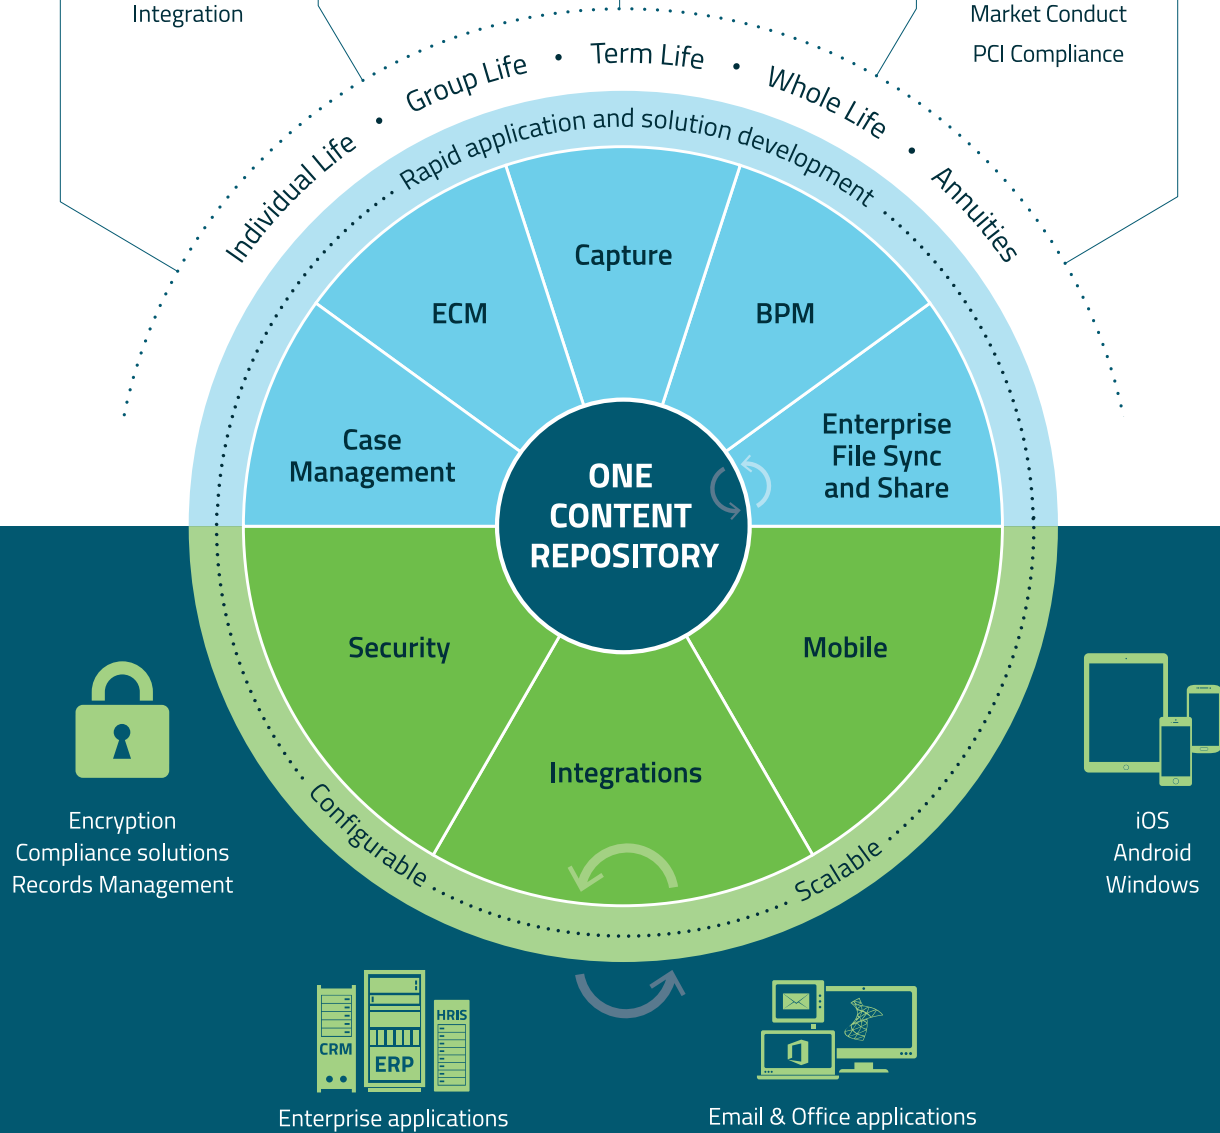 Integration
Market Conduct
PCI Compliance
Individual Life • Group Life • Term Life • Whole Life • Annuities
Rapid application and solution development
Capture
ECM
BPM
Case
Management
Enterprise
File Sync
and Share
ONE
CONTENT
REPOSITORY
Security
Mobile
Integrations
Configurable
Scalable
Encryption
Compliance solutions
Records Management
iOS
Android
Windows
CRM
ERP
HRIS
Enterprise applications
Email & Office applications